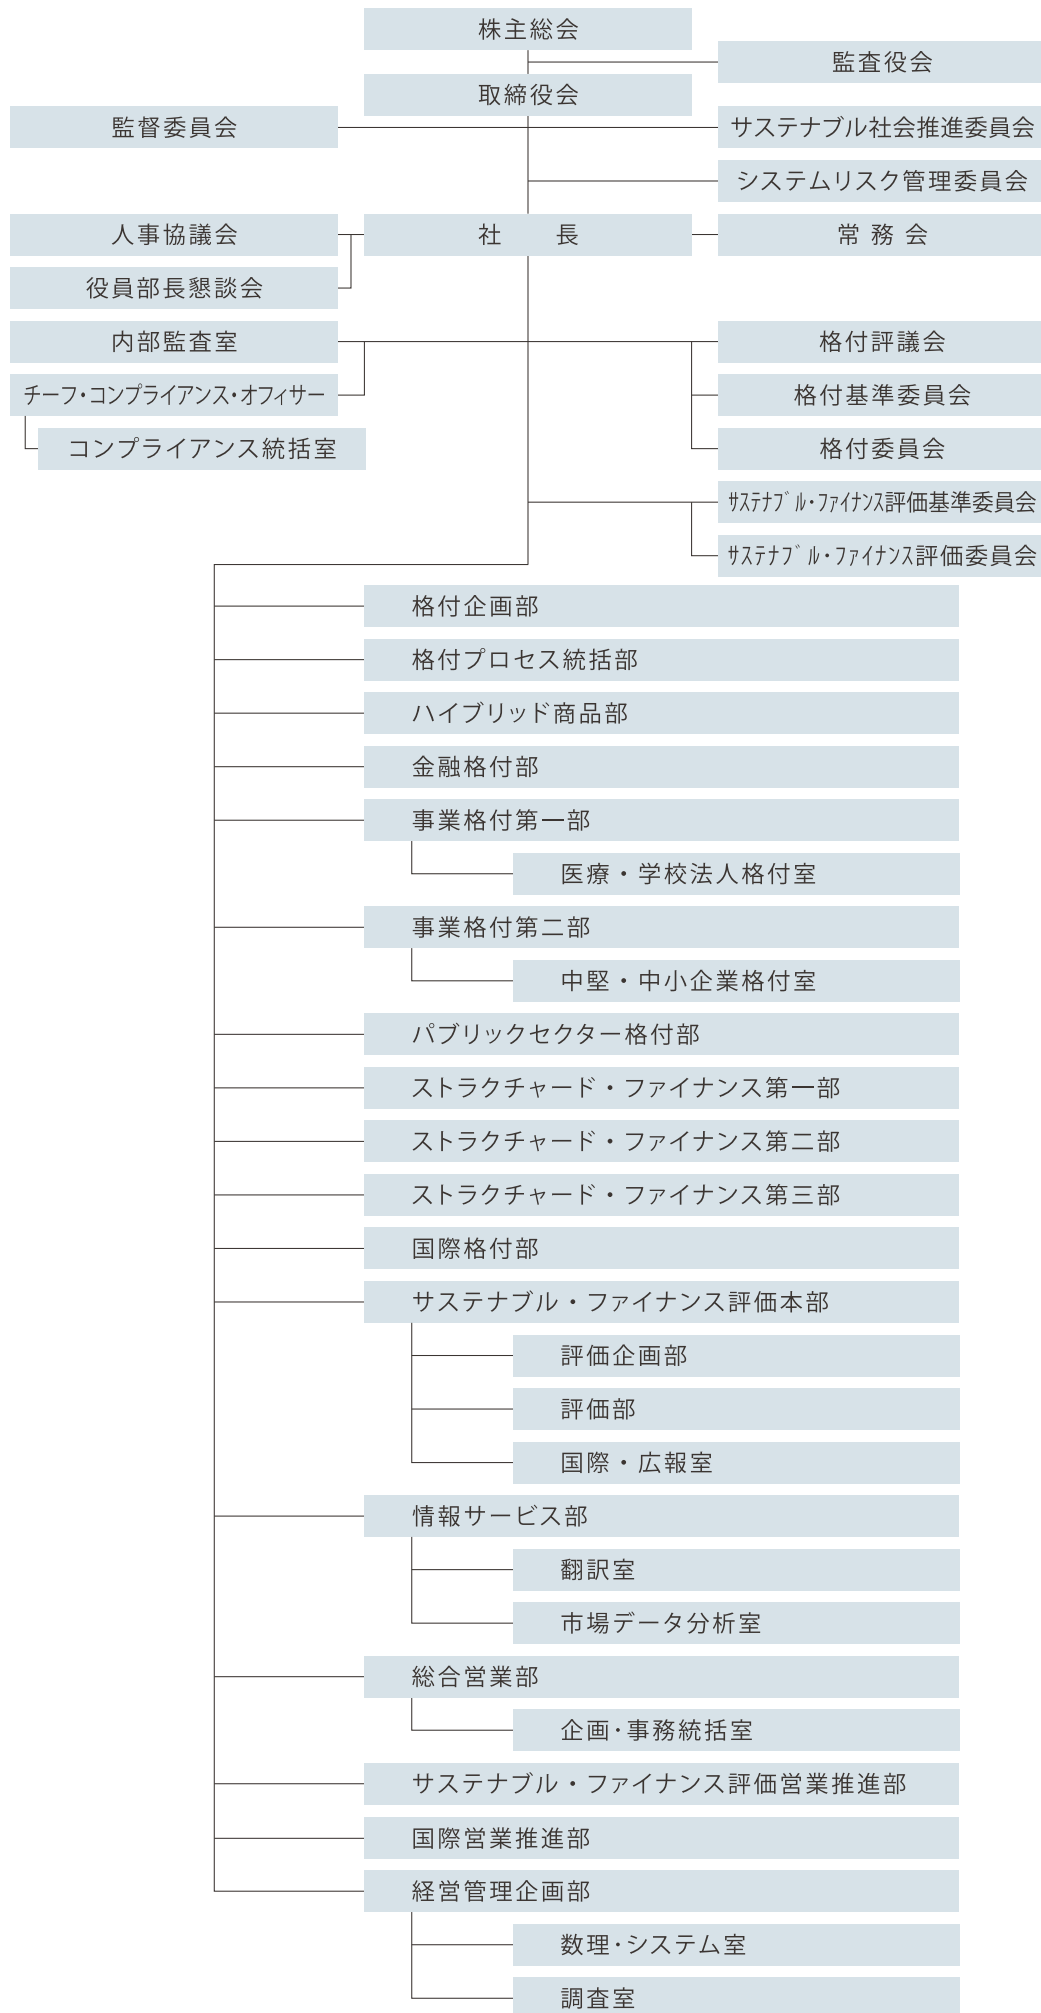 株主総会
監査役会
取締役会
監督委員会
サステナブル社会推進委員会
システムリスク管理委員会
人事協議会
社　　長
常 務 会
役員部長懇談会
内部監査室
格付評議会
チーフ・コンプライアンス・オフィサー
格付基準委員会
コンプライアンス統括室
格付委員会
ｻｽﾃﾅﾌﾞﾙ・ﾌｧｲﾅﾝｽ評価基準委員会
ｻｽﾃﾅﾌﾞﾙ・ﾌｧｲﾅﾝｽ評価委員会
格付企画部
格付プロセス統括部
ハイブリッド商品部
金融格付部
事業格付第一部
医療・学校法人格付室
事業格付第二部
中堅・中小企業格付室
パブリックセクター格付部
ストラクチャード・ファイナンス第一部
ストラクチャード・ファイナンス第二部
ストラクチャード・ファイナンス第三部
国際格付部
サステナブル・ファイナンス評価本部
評価企画部
評価部
国際・広報室
情報サービス部
翻訳室
市場データ分析室
総合営業部
企画・事務統括室
サステナブル・ファイナンス評価営業推進部
国際営業推進部
経営管理企画部
数理・システム室
調査室